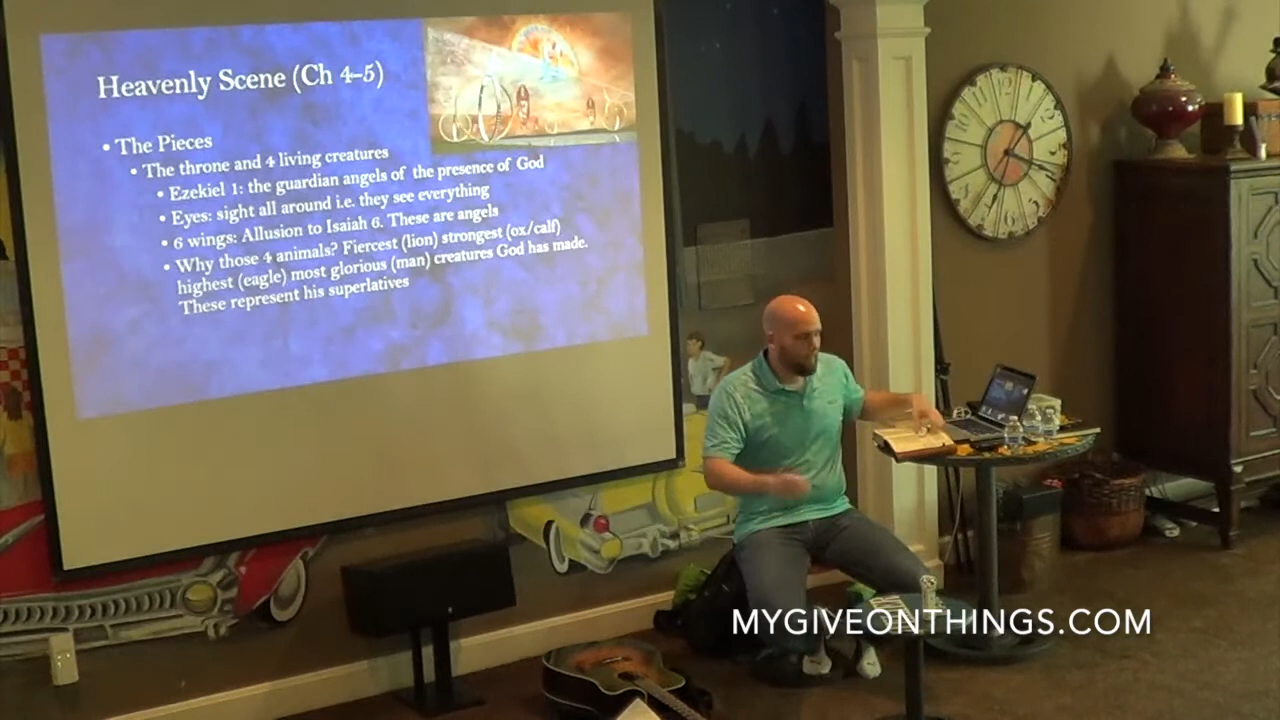 Heavenly Scene (Ch 4–5)
• The Pieces
• The throne and 4 living creatures
• Ezekiel 1: the guardian angels of the presence of God
• Eyes: sight all around i.e. they see everything
• 6 wings: Allusion to Isaiah 6. These are angels
• Why those 4 animals? Fiercest (lion) strongest (ox/calf)
highest (eagle) most glorious (man) creatures God has made.
These represent his superlatives
MYGIVEONTHINGS.COM